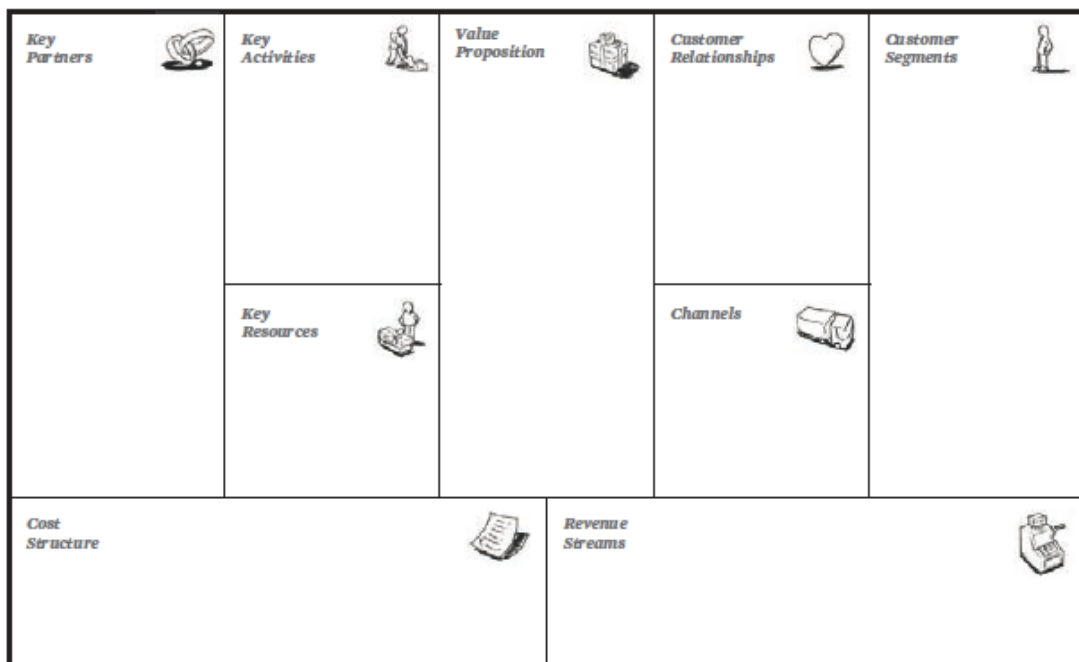 Key
Partners
Key
Activities
Value
Proposition
Customer
Relationships
Customer
Segments
Key
Resources
Channels
Cost
Structure
Revenue
Streams